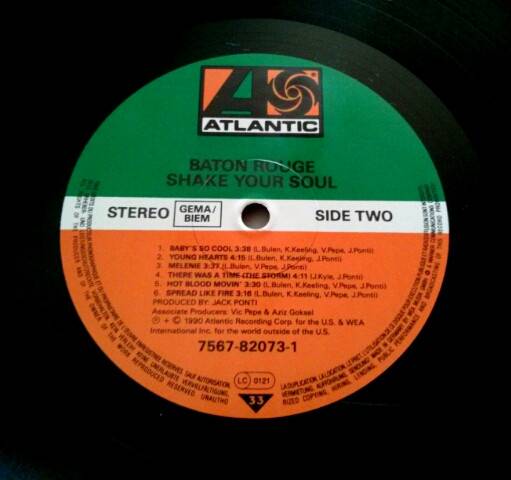 ATLANTIC
BATON ROUGE
SHAKE YOUR SOUL
STEREO GEMA/BIEM SIDE TWO
1. BABY'S SO COOL 3:38 (L.Bulen, K.Keeling, V.Pepe, J.Ponti)
2. YOUNG HEARTS 4:15 (L.Bulen, K.Keeling, V.Pepe, J.Ponti)
3. MELENIE 3:37 (L.Bulen, K.Keeling, V.Pepe, J.Ponti)
4. THERE WAS A TIME (THE STORM) 4:11 (J.Kyle, J.Ponti)
5. HOT BLOOD MOVIN' 3:30 (L.Bulen, K.Keeling, J.Ponti)
6. SPREAD LIKE FIRE 3:16 (L.Bulen, K.Keeling, V.Pepe, J.Ponti)
PRODUCED BY: JACK PONTI
Associate Producers: Vic Pepe & Aziz Goksel
℗ + © 1990 Atlantic Recording Corp. for the U.S. & WEA
International Inc. for the world outside of the U.S.
7567-82073-1
LC 0121
33